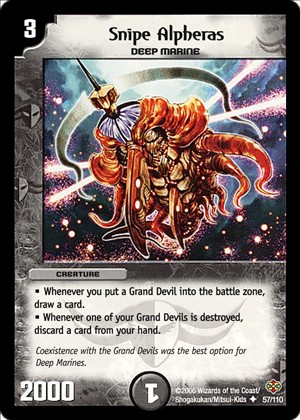 3
Snipe Alpheras
DEEP MARINE
CREATURE
■ Whenever you put a Grand Devil into the battle zone,
draw a card.
■ Whenever one of your Grand Devils is destroyed,
discard a card from your hand.
Coexistence with the Grand Devils was the best option for
Deep Marines.
2000
1
©2006 Wizards of the Coast/
Shogakukan/Mitsui-Kids ✦ 57/110